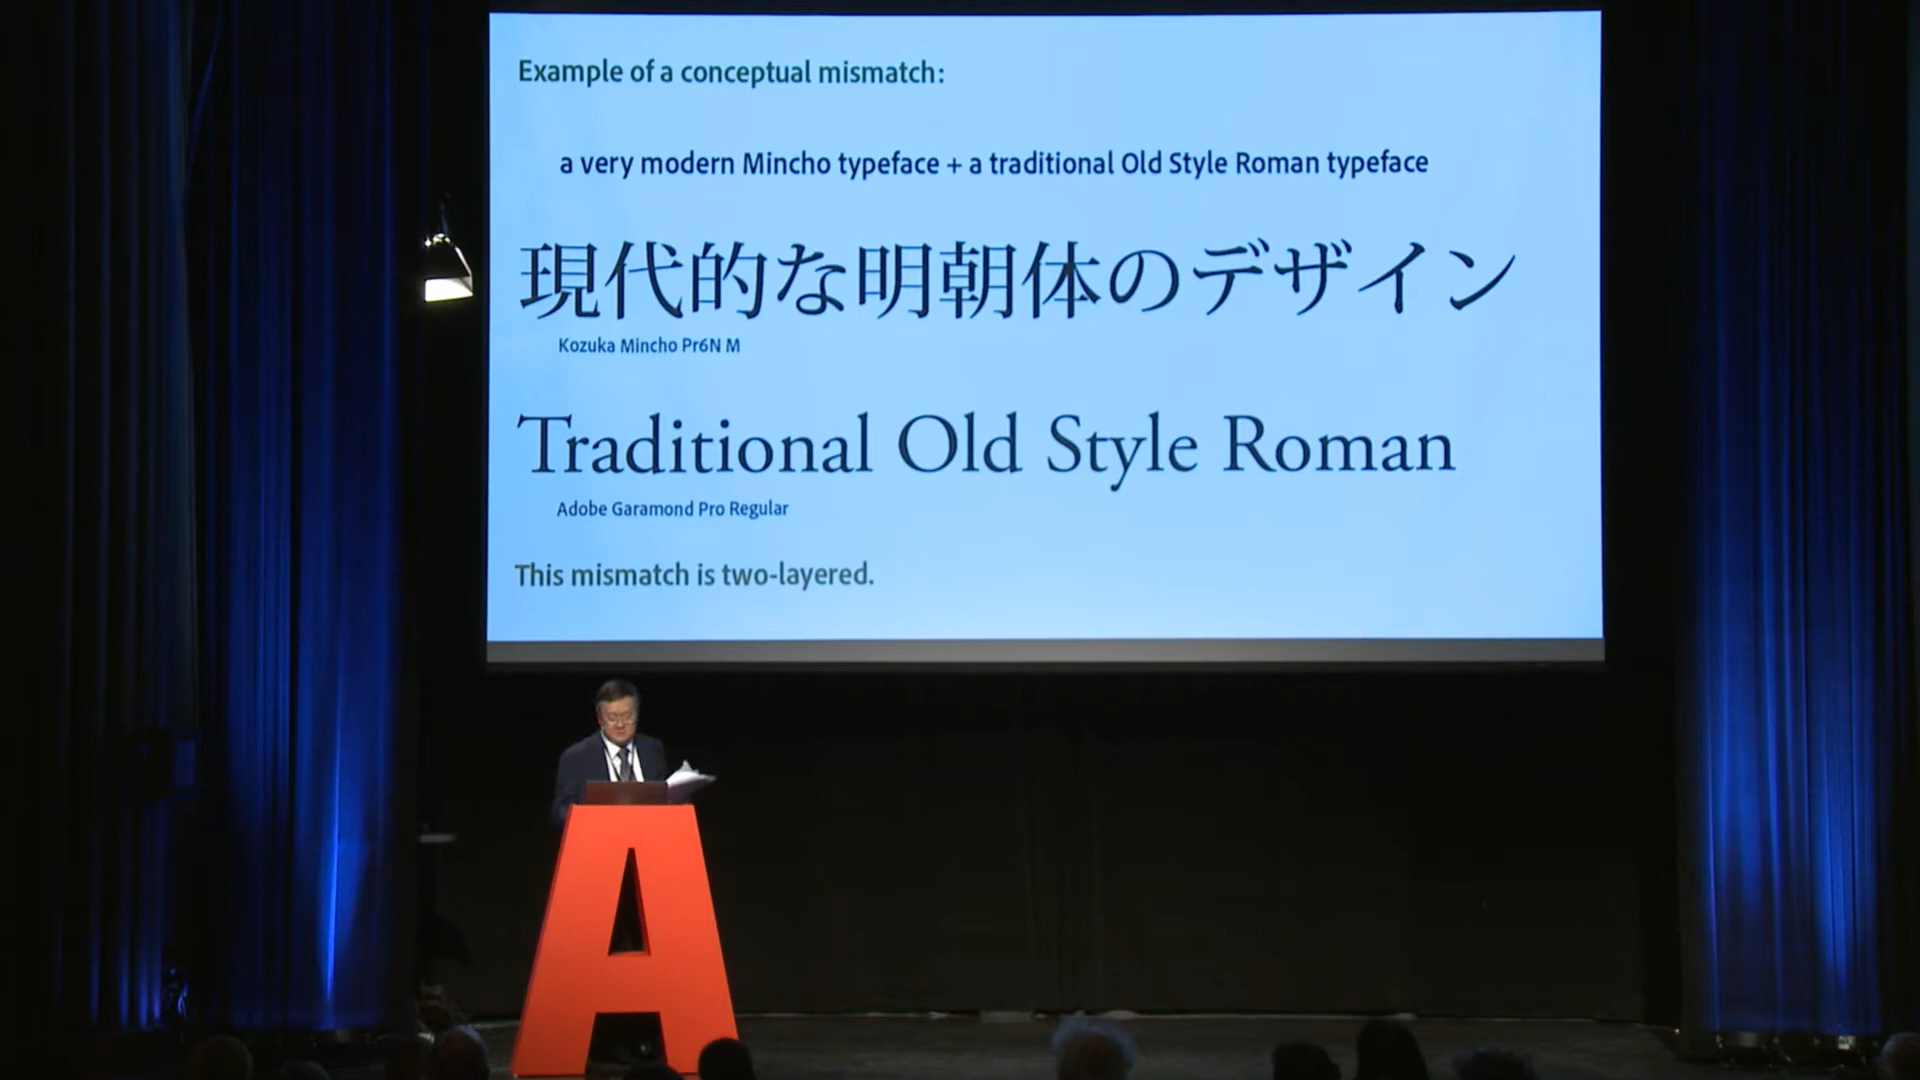 Example of a conceptual mismatch:
a very modern Mincho typeface + a traditional Old Style Roman typeface
現代的な明朝体のデザイン
Kozuka Mincho Pr6N M
Traditional Old Style Roman
Adobe Garamond Pro Regular
This mismatch is two-layered.
A